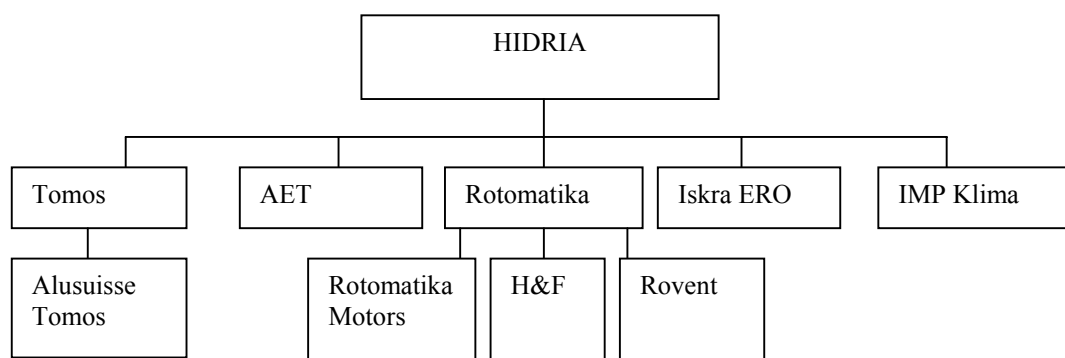 HIDRIA
Tomos
AET
Rotomatika
Iskra ERO
IMP Klima
Alusuisse
Tomos
Rotomatika
Motors
H&F
Rovent